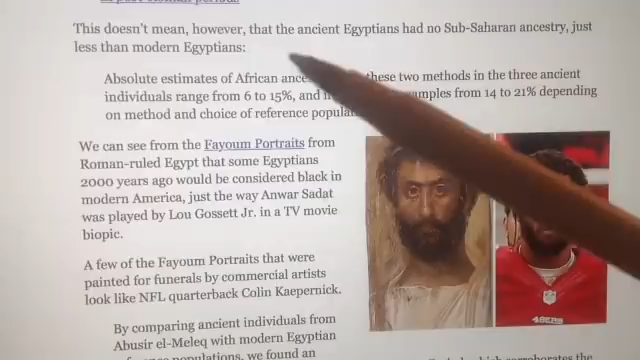 This doesn't mean, however, that the ancient Egyptians had no Sub-Saharan ancestry, just
less than modern Egyptians:
Absolute estimates of African these two methods in the three ancient
individuals range from 6 to 15%, and from 14 to 21% depending
on method and choice of reference
We can see from the Fayoum Portraits from
Roman-ruled Egypt that some Egyptians
2000 years ago would be considered black in
modern America, just the way Anwar Sadat
was played by Lou Gossett Jr. in a TV movie
biopic.
A few of the Fayoum Portraits that were
painted for funerals by commercial artists
look like NFL quarterback Colin Kaepernick.
By comparing ancient individuals from
Abusir el-Meleq with modern Egyptian
populations, we found an
49ERS